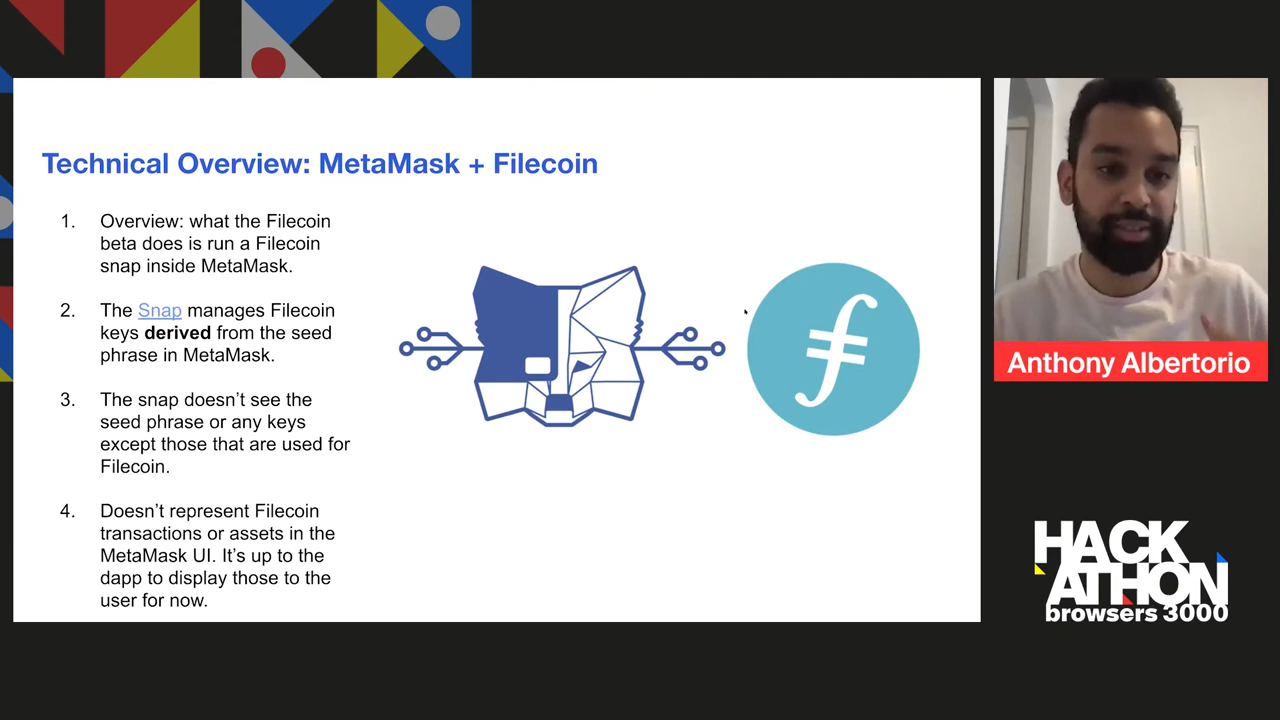 Technical Overview: MetaMask + Filecoin
1. Overview: what the Filecoin
beta does is run a Filecoin
snap inside MetaMask.
2. The Snap manages Filecoin
keys derived from the seed
phrase in MetaMask.
3. The snap doesn’t see the
seed phrase or any keys
except those that are used for
Filecoin.
4. Doesn’t represent Filecoin
transactions or assets in the
MetaMask UI. It’s up to the
dapp to display those to the
user for now.
Anthony Albertorio
HACK
ATHON
browsers 3000